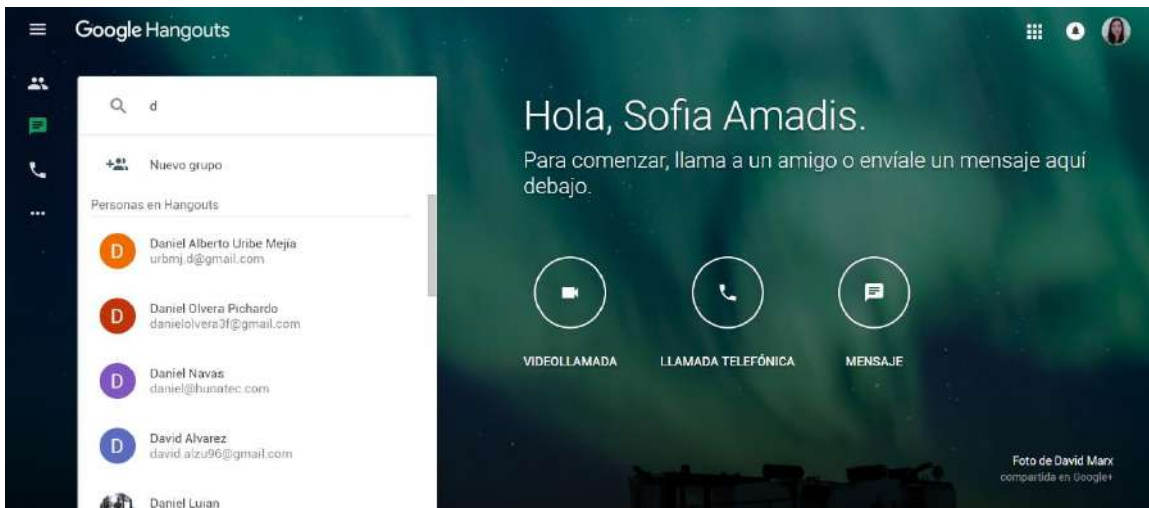 Google Hangouts
d
Nuevo grupo
Personas en Hangouts
D
Daniel Alberto Uribe Mejia
urbmj.d@gmail.com
D
Daniel Olvera Pichardo
danielolvera3f@gmail.com
D
Daniel Navas
daniel@hunatec.com
D
David Alvarez
david.alzu96@gmail.com
Daniel Lujan
Hola, Sofia Amadis.
Para comenzar, llama a un amigo o envíale un mensaje aquí
debajo.
VIDEOLLAMADA
LLAMADA TELEFÓNICA
MENSAJE
Foto de David Marx
compartida en Google+